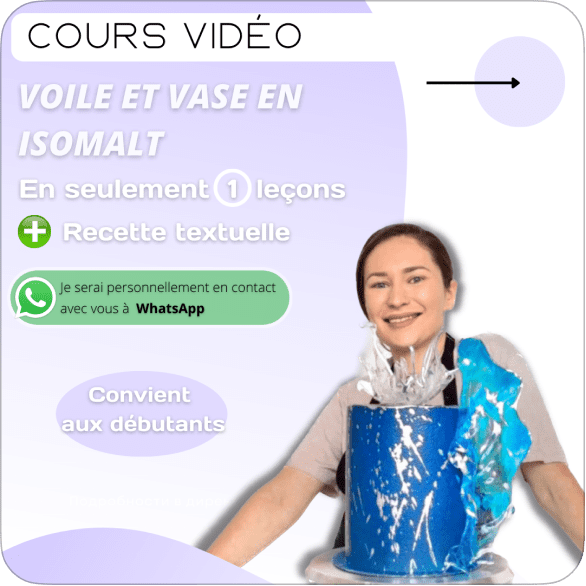 COURS VIDÉO
VOILE ET VASE EN
ISOMALT
En seulement 1 leçons
Recette textuelle
Je serai personnellement en contact
avec vous à WhatsApp
Convient
aux débutants